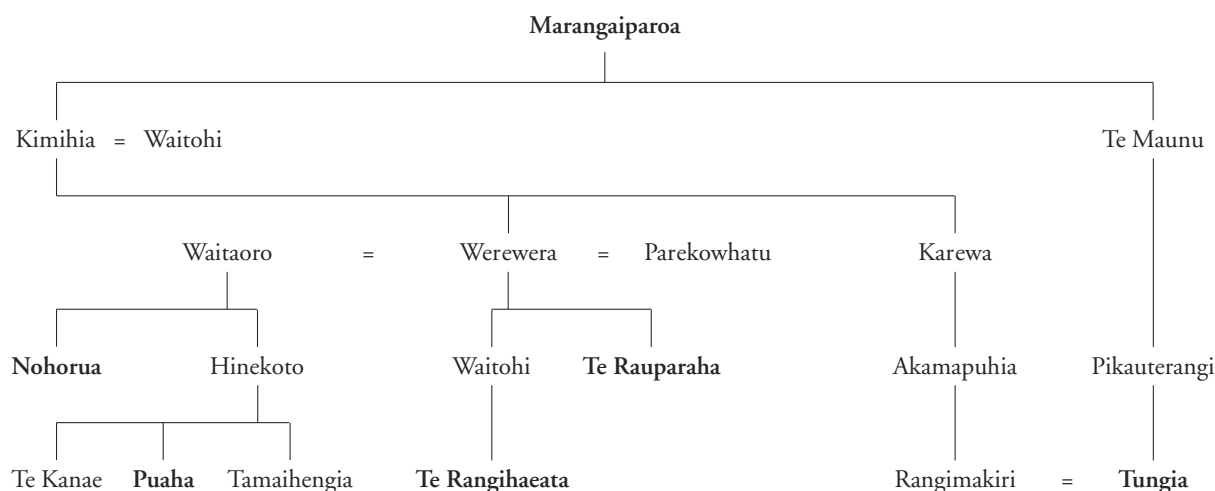 Marangaiparoa
Kimihia = Waitohi Te Maunu
Waitaoro = Werewera = Parekowhatu Karewa
Nohorua Hinekoto Waitohi Te Rauparaha Akamapuhia Pikauterangi
Te Kanae Puaha Tamaihengia Te Rangihaeata Rangimakiri = Tungia